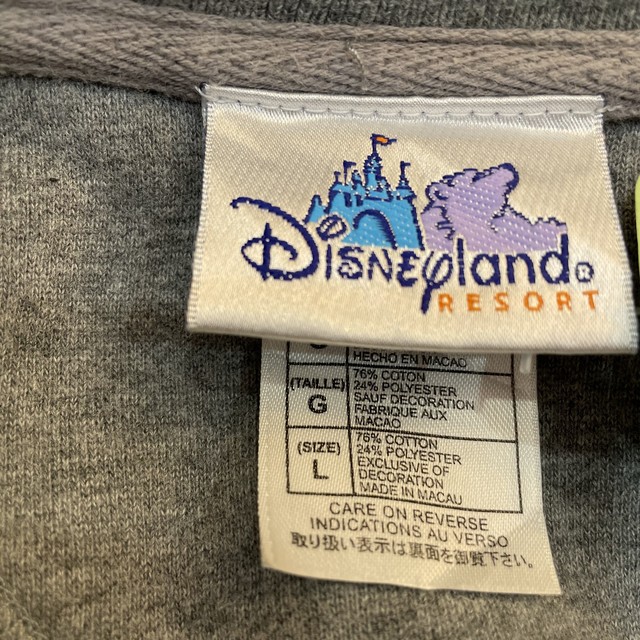 Disneyland®
RESORT
HECHO EN MACAO
(TAILLE)
G
76% COTON
24% POLYESTER
SAUF DECORATION
FABRIQUE AUX
MACAO
(SIZE)
L
76% COTTON
24% POLYESTER
EXCLUSIVE OF
DECORATION
MADE IN MACAU
CARE ON REVERSE
INDICATIONS AU VERSO
取り扱い表示は裏面を御覧下さい。